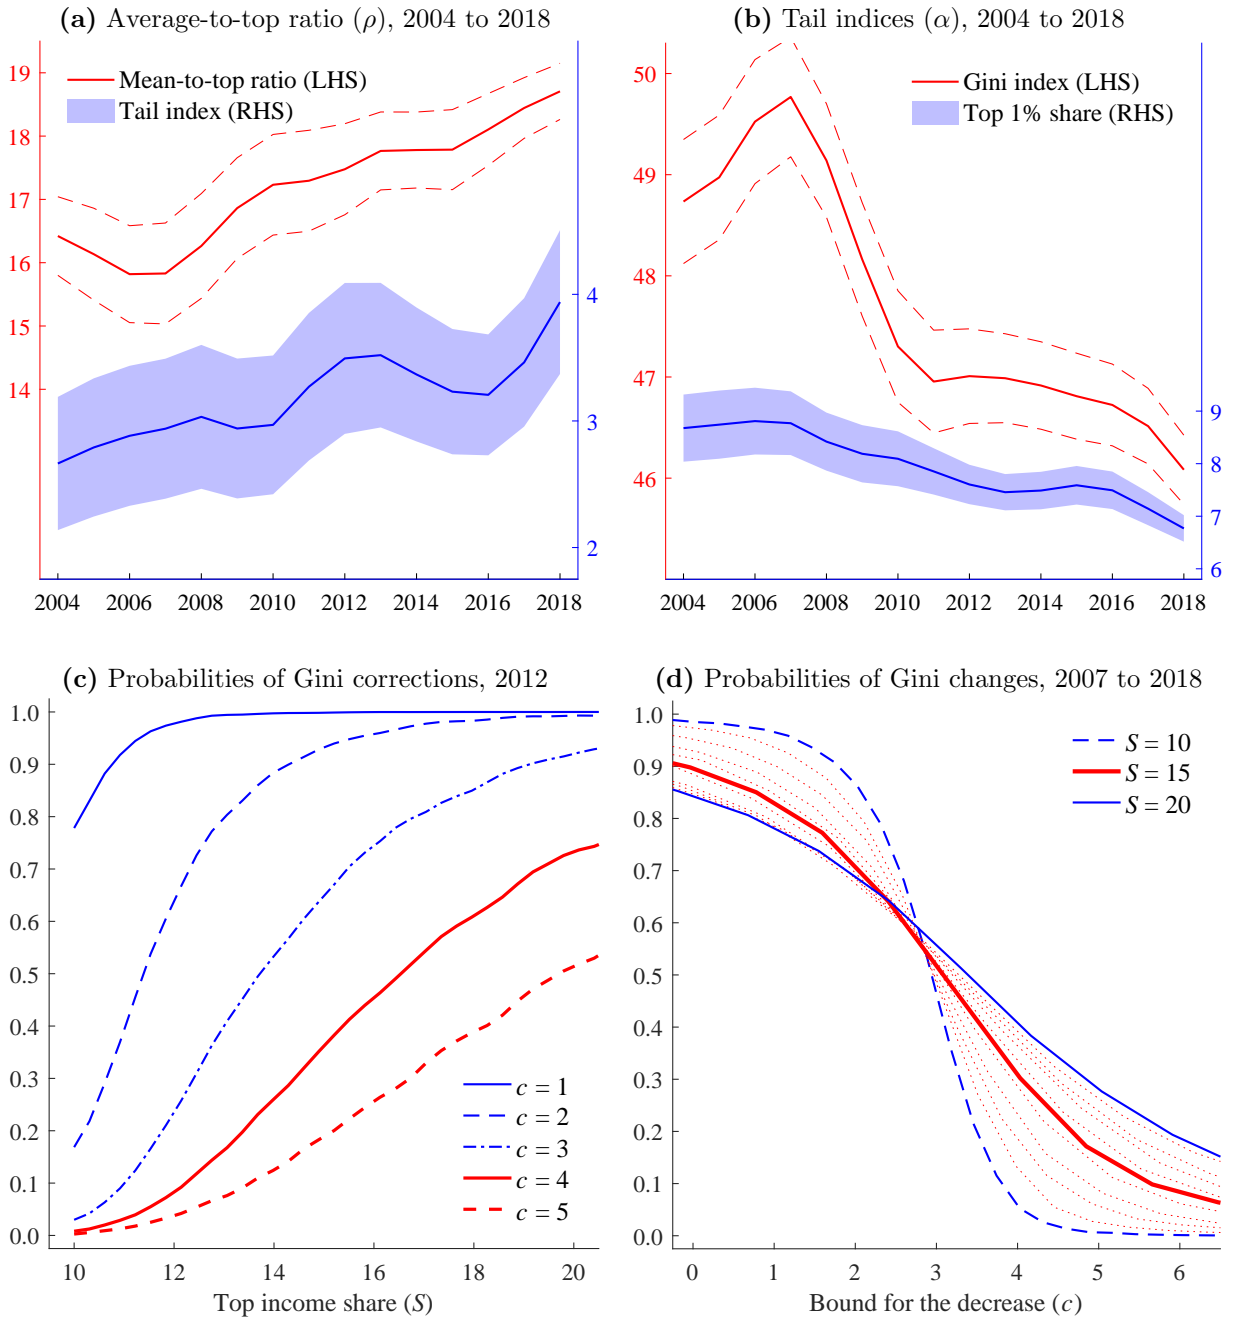 (a) Average-to-top ratio (ρ), 2004 to 2018
19
18
17
16
15
14
Mean-to-top ratio (LHS)
Tail index (RHS)
4
3
2
2004 2006 2008 2010 2012 2014 2016 2018
(b) Tail indices (α), 2004 to 2018
50
49
48
47
46
Gini index (LHS)
Top 1% share (RHS)
9
8
7
6
2004 2006 2008 2010 2012 2014 2016 2018
(c) Probabilities of Gini corrections, 2012
1.0
0.9
0.8
0.7
0.6
0.5
0.4
0.3
0.2
0.1
0.0
c = 1
c = 2
c = 3
c = 4
c = 5
10 12 14 16 18 20
Top income share (S)
(d) Probabilities of Gini changes, 2007 to 2018
1.0
0.9
0.8
0.7
0.6
0.5
0.4
0.3
0.2
0.1
0.0
S = 10
S = 15
S = 20
0 1 2 3 4 5 6
Bound for the decrease (c)